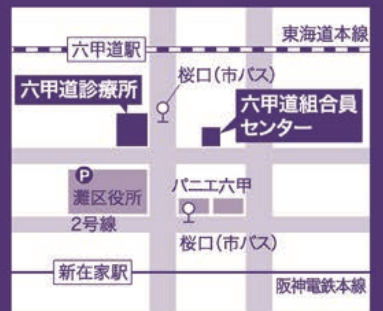 東海道本線
六甲道駅
桜口(市バス)
六甲道診療所
六甲道組合員
センター
P
灘区役所
パニエ六甲
2号線
桜口(市バス)
新在家駅
阪神電鉄本線